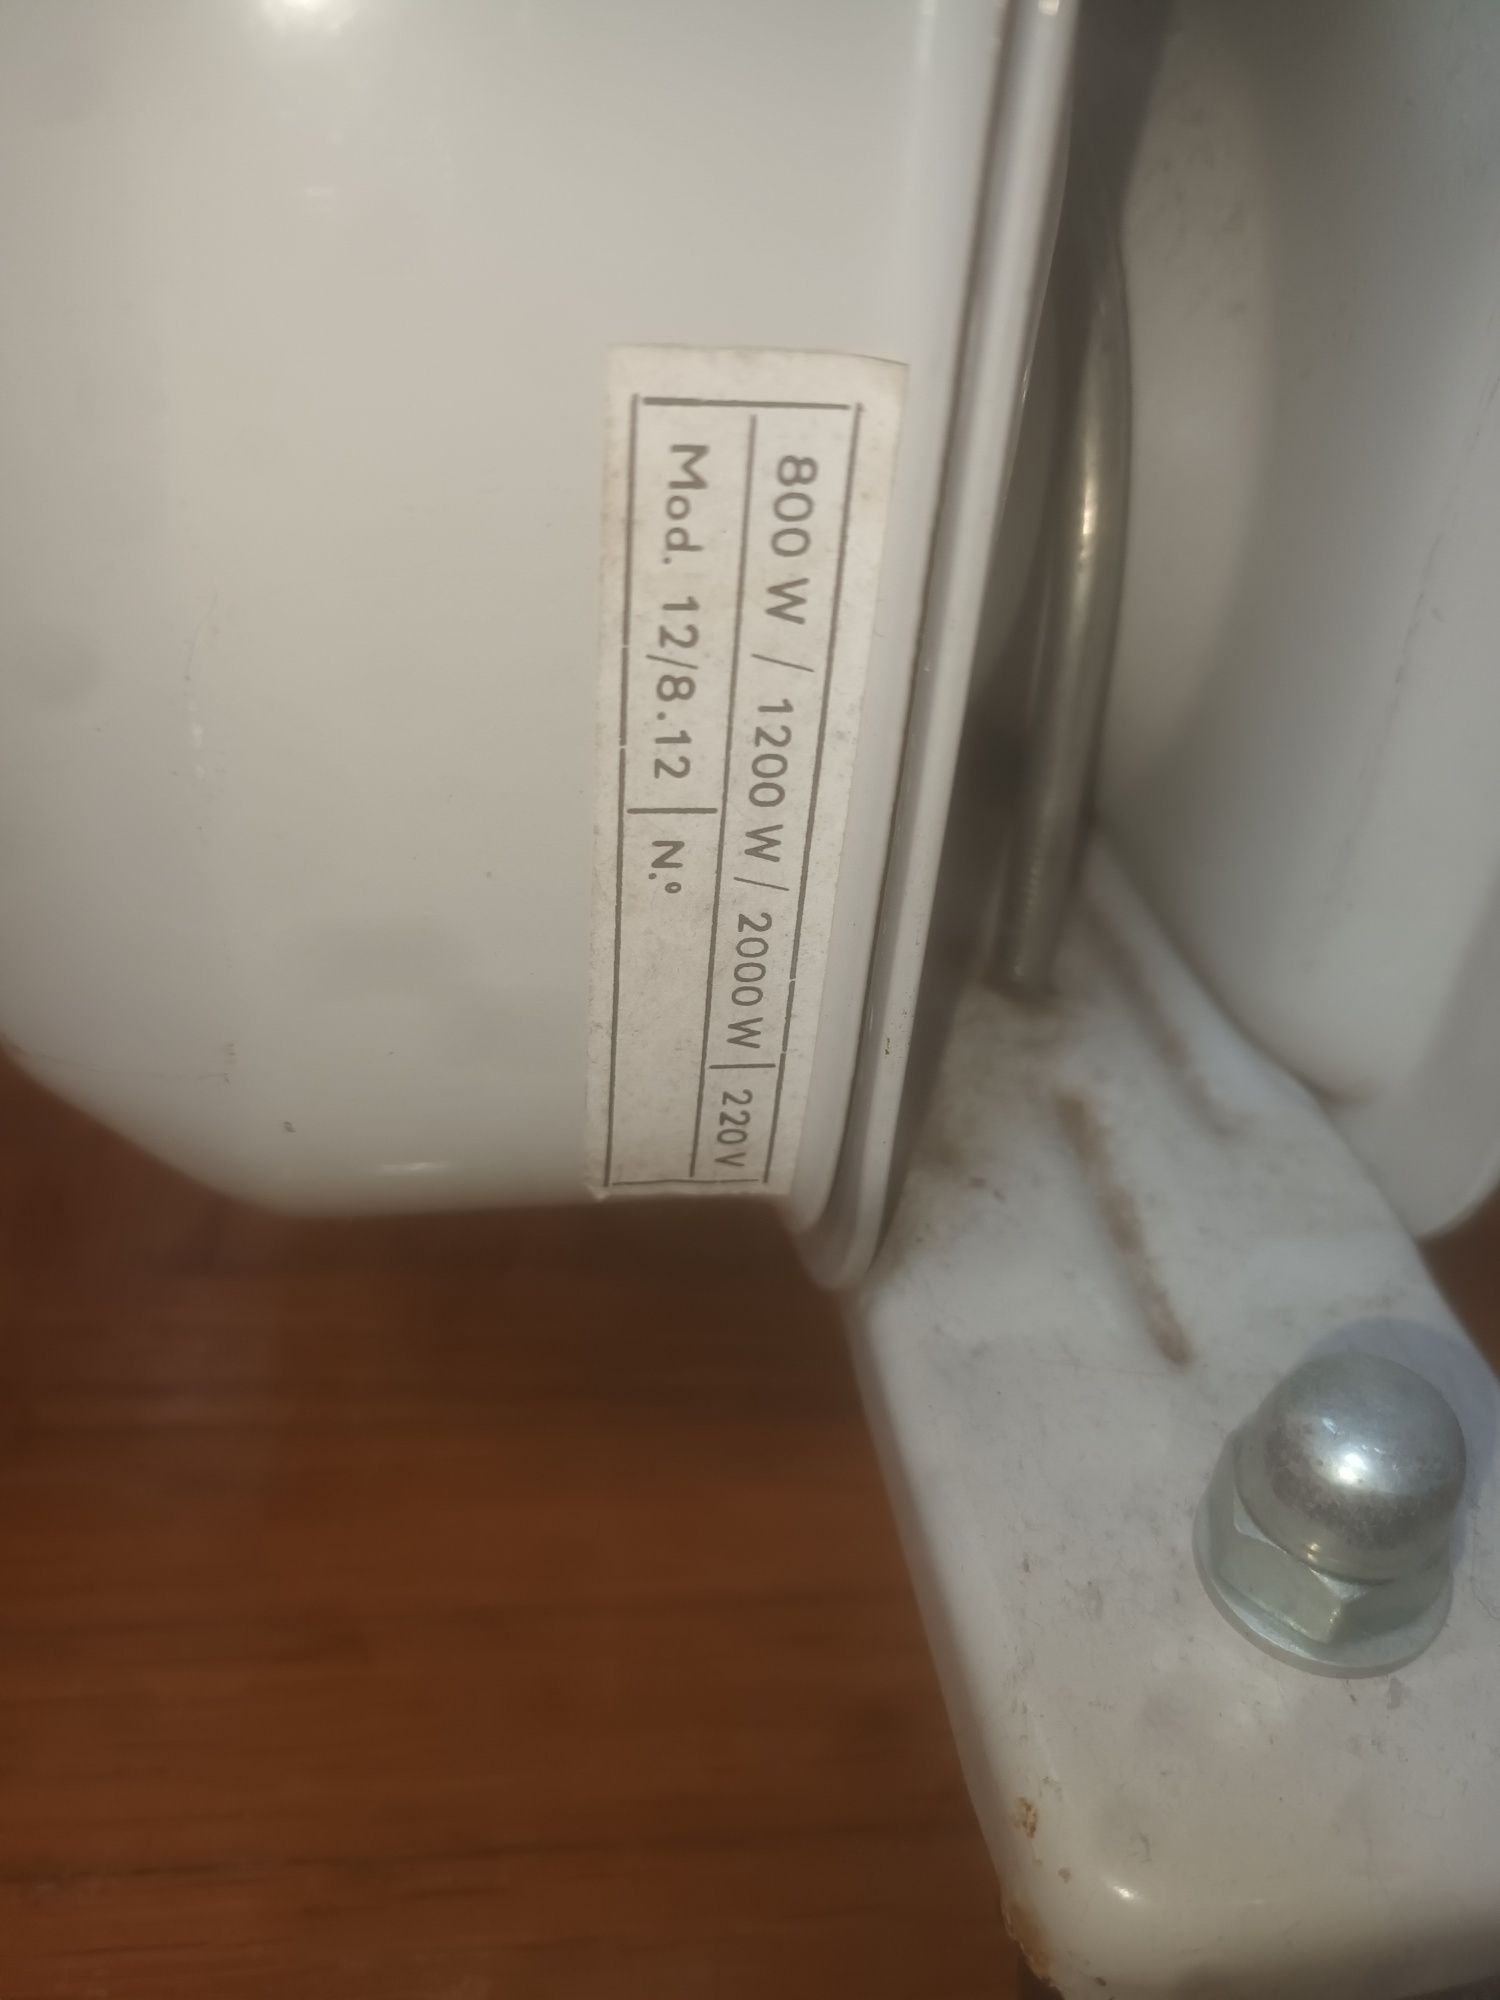 800 W / 1200 W / 2000 W | 220 V
Mod. 12/8.12 | N.º